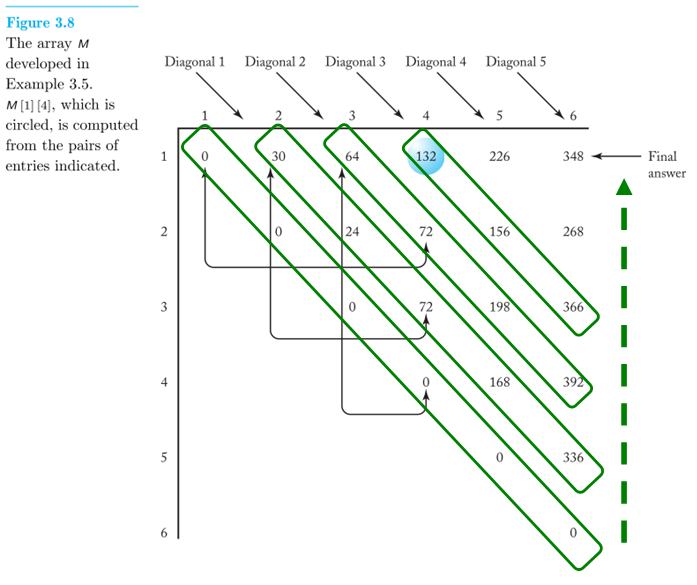 Figure 3.8
The array M
developed in
Example 3.5.
M[1][4], which is
circled, is computed
from the pairs of
entries indicated.
Diagonal 1 Diagonal 2 Diagonal 3 Diagonal 4 Diagonal 5
1 2 3 4 5 6
1 0 30 64 132 226 348 Final
answer
2 0 24 72 156 268
3 0 72 198 366
4 0 168 392
5 0 336
6 0